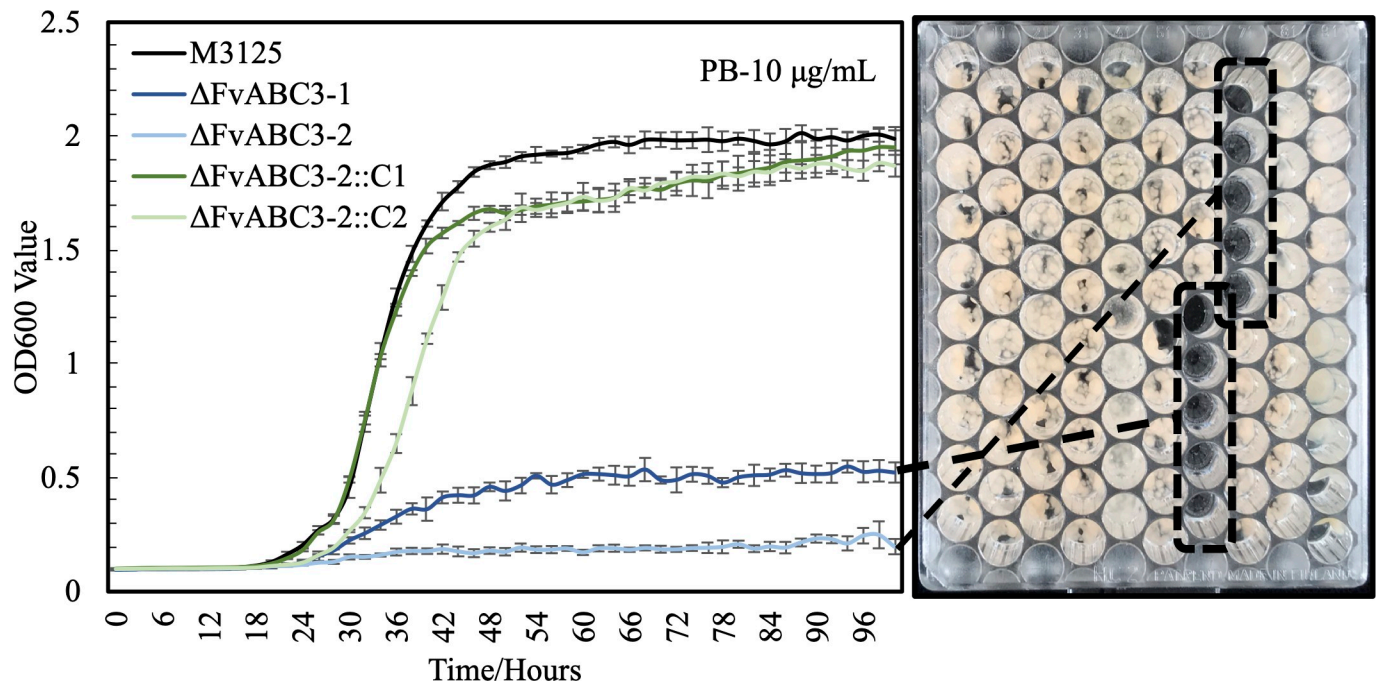 2.5
2
1.5
1
0.5
0
OD600 Value
M3125
ΔFvABC3-1
ΔFvABC3-2
ΔFvABC3-2::C1
ΔFvABC3-2::C2
PB-10 μg/mL
0 6 12 18 24 30 36 42 48 54 60 66 72 78 84 90 96
Time/Hours